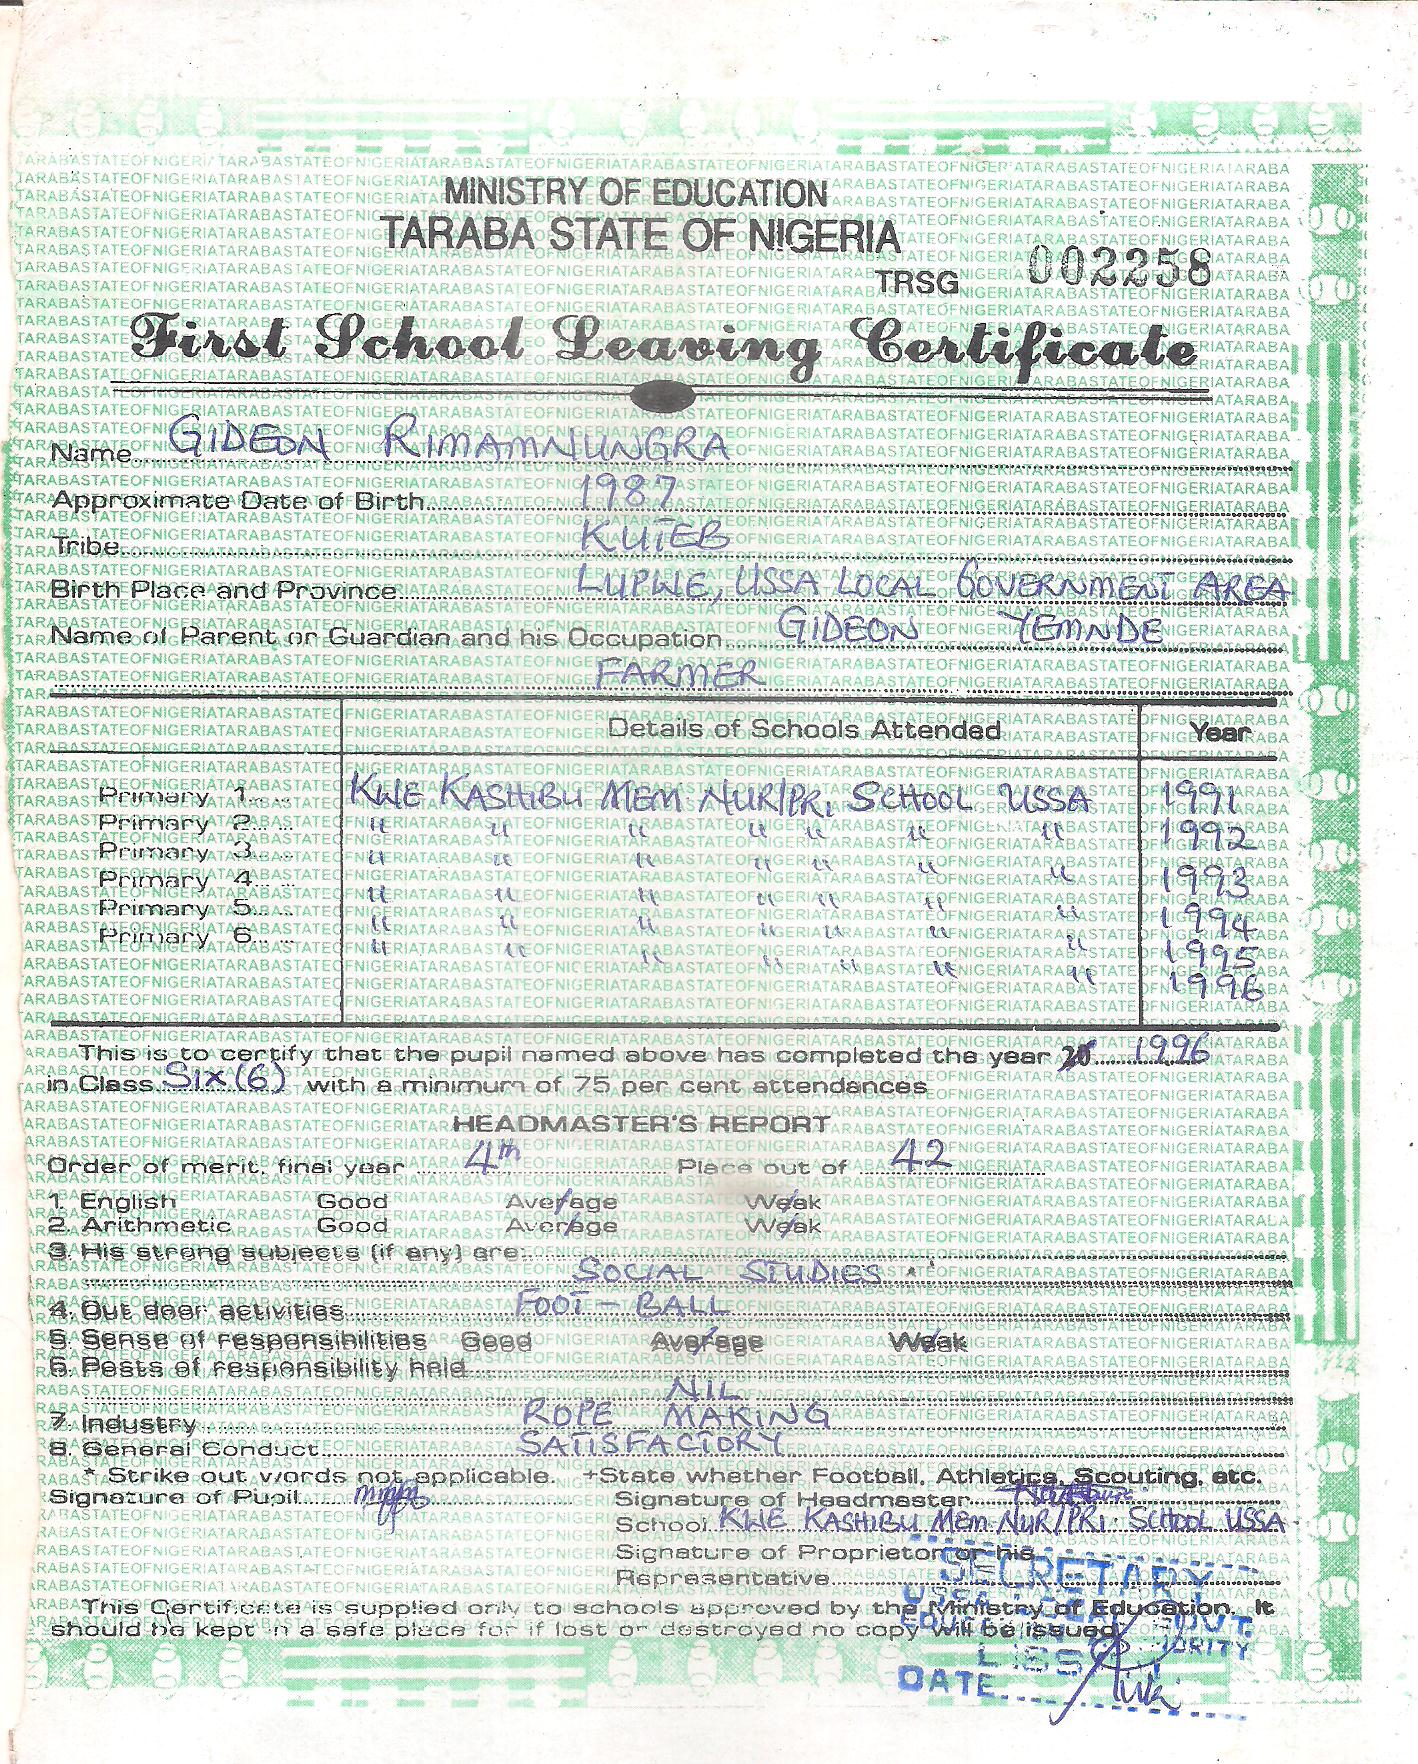 MINISTRY OF EDUCATION
TARABA STATE OF NIGERIA
TRSG 002258
First School Leaving Certificate
Name GIDEON RIMAMNUNGRA
Approximate Date of Birth 1987
Tribe KUTEB
Birth Place and Province LUPWE, USSA LOCAL GOVERNMENT AREA
Name of Parent or Guardian and his Occupation GIDEON YEMNDE
FARMER
Details of Schools Attended Year
Primary 1 KWE KASHIBU MEM NUR/PRI SCHOOL USSA 1991
Primary 2 " " " " " " " 1992
Primary 3 " " " " " " " 1993
Primary 4 " " " " " " " 1994
Primary 5 " " " " " " " 1995
Primary 6 " " " " " " " 1996
This is to certify that the pupil named above has completed the year 1996
in Class Six (6) with a minimum of 75 per cent attendances
HEADMASTER'S REPORT
Order of merit, final year 4th Place out of 42
1. English Good Average Weak
2. Arithmetic Good Average Weak
3. His strong subjects (if any) are:
SOCIAL STUDIES
4. Out door activities FOOT-BALL
5. Sense of responsibilities Good Average Weak
6. Posts of responsibility held
NIL
7. Industry ROPE MAKING
8. General Conduct SATISFACTORY
* Strike out words not applicable. +State whether Football, Athletics, Scouting, etc.
Signature of Pupil
Signature of Headmaster
School KWE KASHIBU MEM NUR/PRI. SCHOOL USSA
Signature of Proprietor or his
Representative
SECRETARY
This Certificate is supplied only to schools approved by the Ministry of Education. It
should be kept in a safe place for if lost or destroyed no copy will be issued
DATE